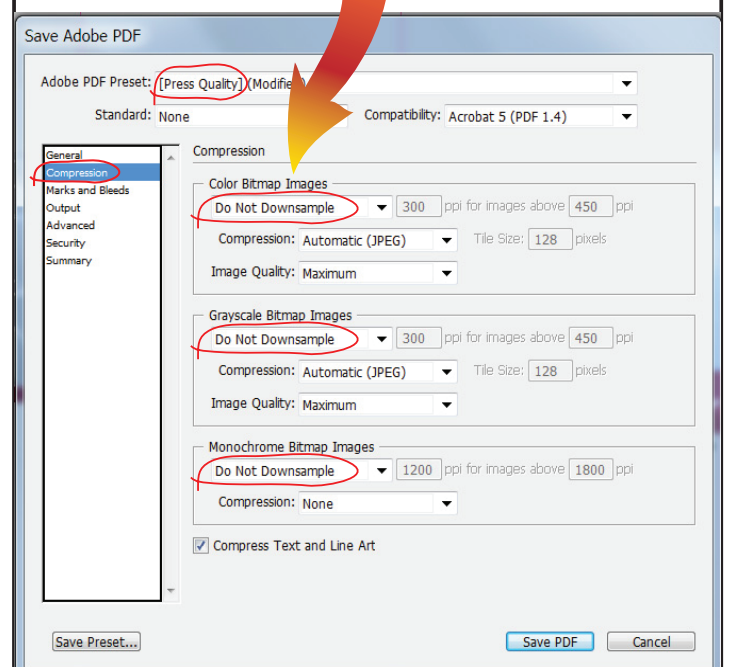 Save Adobe PDF
Adobe PDF Preset: [Press Quality] (Modified)
Standard: None Compatibility: Acrobat 5 (PDF 1.4)
General
Compression
Marks and Bleeds
Output
Advanced
Security
Summary
Compression
Color Bitmap Images
Do Not Downsample 300 ppi for images above 450 ppi
Compression: Automatic (JPEG) Tile Size: 128 pixels
Image Quality: Maximum
Grayscale Bitmap Images
Do Not Downsample 300 ppi for images above 450 ppi
Compression: Automatic (JPEG) Tile Size: 128 pixels
Image Quality: Maximum
Monochrome Bitmap Images
Do Not Downsample 1200 ppi for images above 1800 ppi
Compression: None
Compress Text and Line Art
Save Preset... Save PDF Cancel